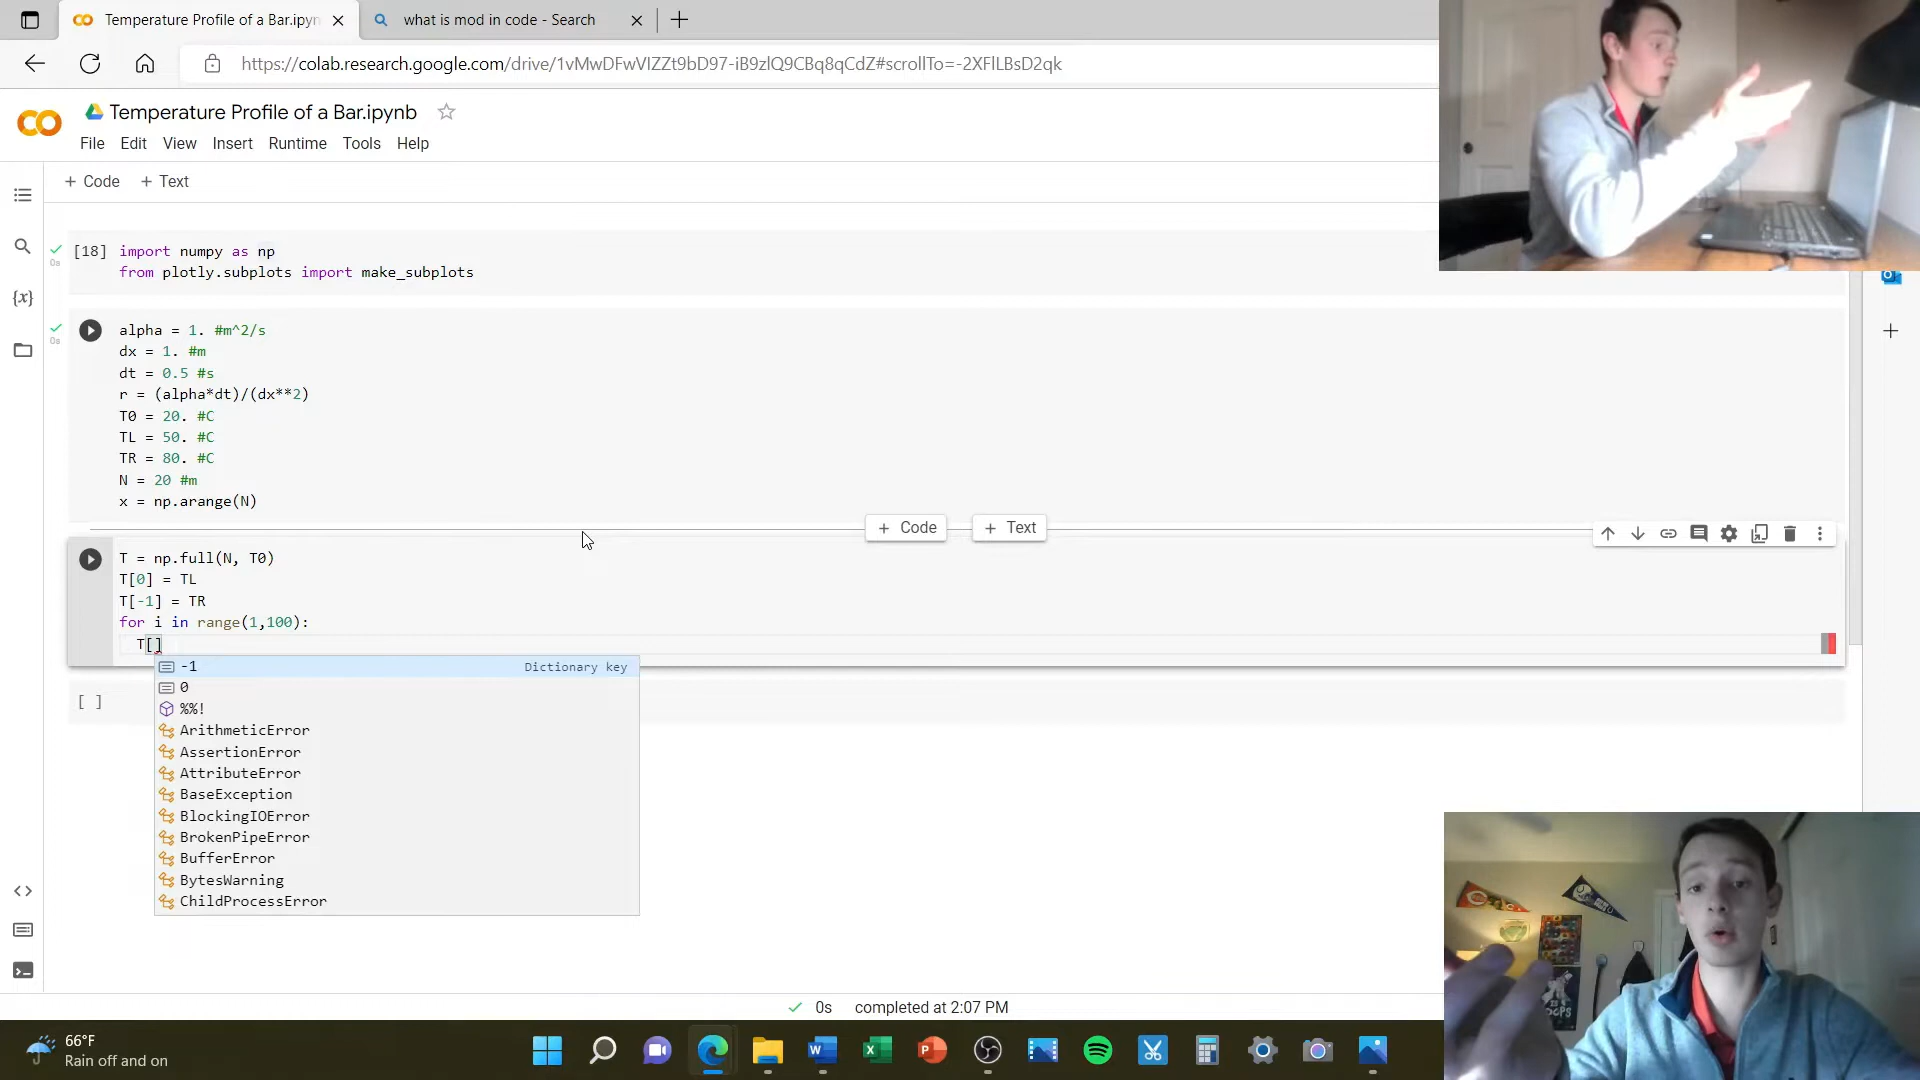 Temperature Profile of a Bar.ipyn
what is mod in code - Search
https://colab.research.google.com/drive/1vMwDFwVIZZt9bD97-iB9zlQ9CBq8qCdZ#scrollTo=-2XFlLBsD2qk
Temperature Profile of a Bar.ipynb
File Edit View Insert Runtime Tools Help
+ Code + Text
[18] import numpy as np
0s
from plotly.subplots import make_subplots
alpha = 1. #m^2/s
0s
dx = 1. #m
dt = 0.5 #s
r = (alpha*dt)/(dx**2)
T0 = 20. #C
TL = 50. #C
TR = 80. #C
N = 20 #m
x = np.arange(N)
+ Code + Text
T = np.full(N, T0)
T[0] = TL
T[-1] = TR
for i in range(1,100):
T[]
-1 Dictionary key
0
%%!
ArithmeticError
AssertionError
AttributeError
BaseException
BlockingIOError
BrokenPipeError
BufferError
BytesWarning
ChildProcessError
[ ]
0s completed at 2:07 PM
66°F
Rain off and on